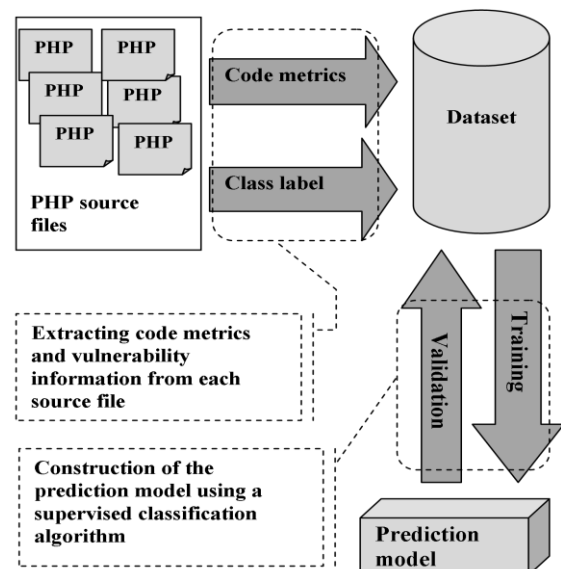 PHP
PHP
PHP
PHP
PHP
PHP
PHP source
files
Code metrics
Class label
Dataset
Extracting code metrics
and vulnerability
information from each
source file
Validation
Training
Construction of the
prediction model using a
supervised classification
algorithm
Prediction
model